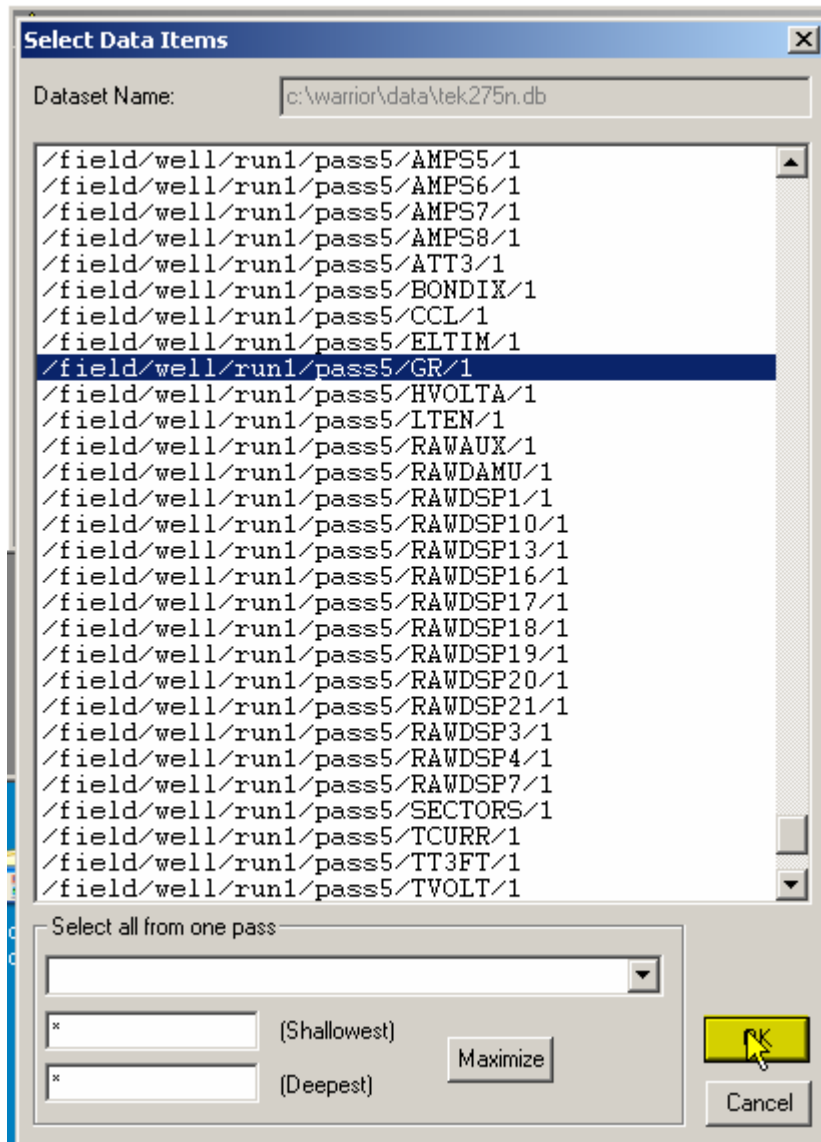 Select Data Items
Dataset Name: c:\warrior\data\tek275n.db
/field/well/run1/pass5/AMPS5/1
/field/well/run1/pass5/AMPS6/1
/field/well/run1/pass5/AMPS7/1
/field/well/run1/pass5/AMPS8/1
/field/well/run1/pass5/ATT3/1
/field/well/run1/pass5/BONDIX/1
/field/well/run1/pass5/CCL/1
/field/well/run1/pass5/ELTIM/1
/field/well/run1/pass5/GR/1
/field/well/run1/pass5/HVOLTA/1
/field/well/run1/pass5/LTEN/1
/field/well/run1/pass5/RAWAUX/1
/field/well/run1/pass5/RAWDAMU/1
/field/well/run1/pass5/RAWDSP1/1
/field/well/run1/pass5/RAWDSP10/1
/field/well/run1/pass5/RAWDSP13/1
/field/well/run1/pass5/RAWDSP16/1
/field/well/run1/pass5/RAWDSP17/1
/field/well/run1/pass5/RAWDSP18/1
/field/well/run1/pass5/RAWDSP19/1
/field/well/run1/pass5/RAWDSP20/1
/field/well/run1/pass5/RAWDSP21/1
/field/well/run1/pass5/RAWDSP3/1
/field/well/run1/pass5/RAWDSP4/1
/field/well/run1/pass5/RAWDSP7/1
/field/well/run1/pass5/SECTORS/1
/field/well/run1/pass5/TCURR/1
/field/well/run1/pass5/TT3FT/1
/field/well/run1/pass5/TVOLT/1
Select all from one pass
* (Shallowest)
Maximize
* (Deepest)
OK
Cancel